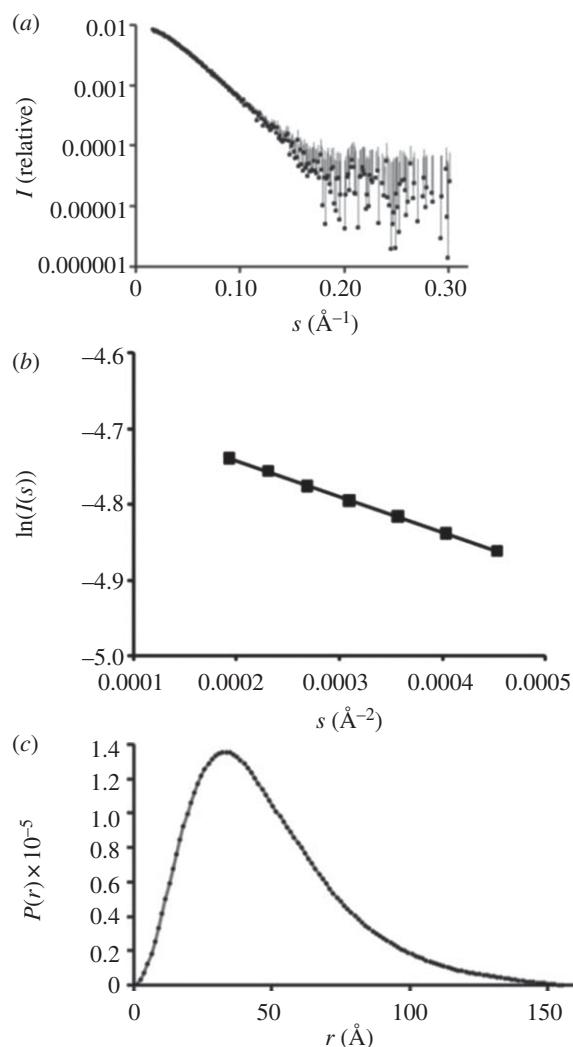 (a)
0.01
0.001
0.0001
0.00001
0.000001
I (relative)
0 0.10 0.20 0.30
s (Å–1)
(b)
–4.6
–4.7
–4.8
–4.9
–5.0
ln(I(s))
0.0001 0.0002 0.0003 0.0004 0.0005
s (Å–2)
(c)
1.4
1.2
1.0
0.8
0.6
0.4
0.2
0
P(r) × 10–5
0 50 100 150
r (Å)